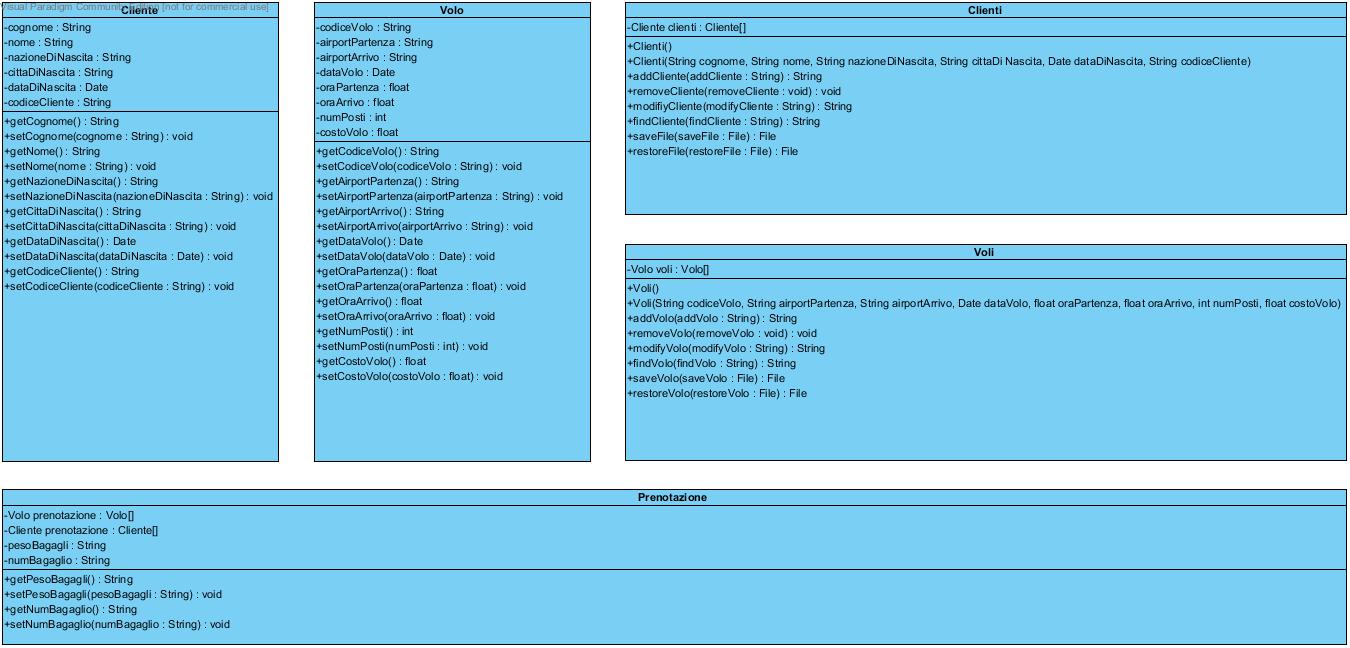 Visual Paradigm Community Edition [not for commercial use]
Cliente
-cognome : String
-nome : String
-nazioneDiNascita : String
-cittaDiNascita : String
-dataDiNascita : Date
-codiceCliente : String
+getCognome() : String
+setCognome(cognome : String) : void
+getNome() : String
+setNome(nome : String) : void
+getNazioneDiNascita() : String
+setNazioneDiNascita(nazioneDiNascita : String) : void
+getCittaDiNascita() : String
+setCittaDiNascita(cittaDiNascita : String) : void
+getDataDiNascita() : Date
+setDataDiNascita(dataDiNascita : Date) : void
+getCodiceCliente() : String
+setCodiceCliente(codiceCliente : String) : void
Volo
-codiceVolo : String
-airportPartenza : String
-airportArrivo : String
-dataVolo : Date
-oraPartenza : float
-oraArrivo : float
-numPosti : int
-costoVolo : float
+getCodiceVolo() : String
+setCodiceVolo(codiceVolo : String) : void
+getAirportPartenza() : String
+setAirportPartenza(airportPartenza : String) : void
+getAirportArrivo() : String
+setAirportArrivo(airportArrivo : String) : void
+getDataVolo() : Date
+setDataVolo(dataVolo : Date) : void
+getOraPartenza() : float
+setOraPartenza(oraPartenza : float) : void
+getOraArrivo() : float
+setOraArrivo(oraArrivo : float) : void
+getNumPosti() : int
+setNumPosti(numPosti : int) : void
+getCostoVolo() : float
+setCostoVolo(costoVolo : float) : void
Clienti
-Cliente clienti : Cliente[]
+Clienti()
+Clienti(String cognome, String nome, String nazioneDiNascita, String cittaDi Nascita, Date dataDiNascita, String codiceCliente)
+addCliente(addCliente : String) : String
+removeCliente(removeCliente : void) : void
+modifiyCliente(modifyCliente : String) : String
+findCliente(findCliente : String) : String
+saveFile(saveFile : File) : File
+restoreFile(restoreFile : File) : File
Voli
-Volo voli : Volo[]
+Voli()
+Voli(String codiceVolo, String airportPartenza, String airportArrivo, Date dataVolo, float oraPartenza, float oraArrivo, int numPosti, float costoVolo)
+addVolo(addVolo : String) : String
+removeVolo(removeVolo : void) : void
+modifyVolo(modifyVolo : String) : String
+findVolo(findVolo : String) : String
+saveVolo(saveVolo : File) : File
+restoreVolo(restoreVolo : File) : File
Prenotazione
-Volo prenotazione : Volo[]
-Cliente prenotazione : Cliente[]
-pesoBagagli : String
-numBagaglio : String
+getPesoBagagli() : String
+setPesoBagagli(pesoBagagli : String) : void
+getNumBagaglio() : String
+setNumBagaglio(numBagaglio : String) : void